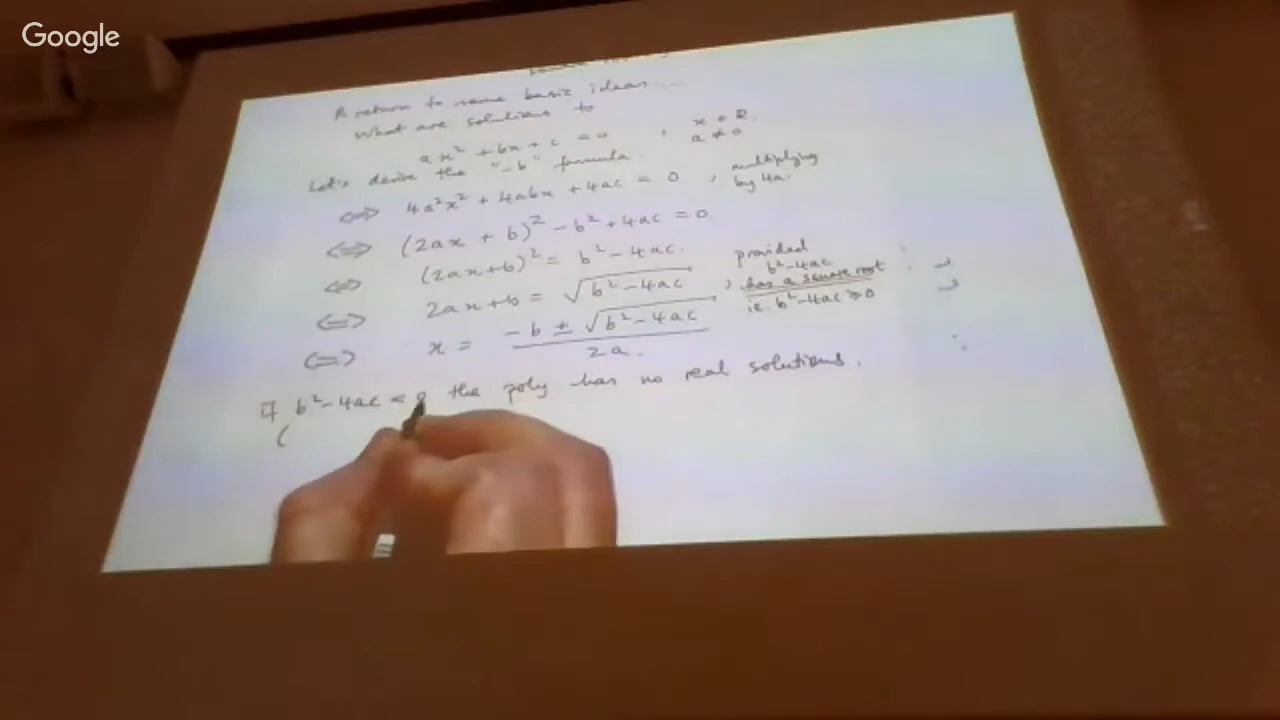 Google
A return to some basic ideas....
What are solutions to
ax² + bx + c = 0 , x ∈ R.
a ≠ 0
Let's derive the "-b" formula.
⟺ 4a²x² + 4abx + 4ac = 0 , multiplying
by 4a.
⟺ (2ax + b)² - b² + 4ac = 0
⟺ (2ax+b)² = b² - 4ac.
⟺ 2ax+b = √b² - 4ac , provided
b²-4ac
has a square root
ie. b²-4ac ≥ 0
⟺ x = -b ± √b² - 4ac
2a.
If b² - 4ac < 0 the poly has no real solutions.
(